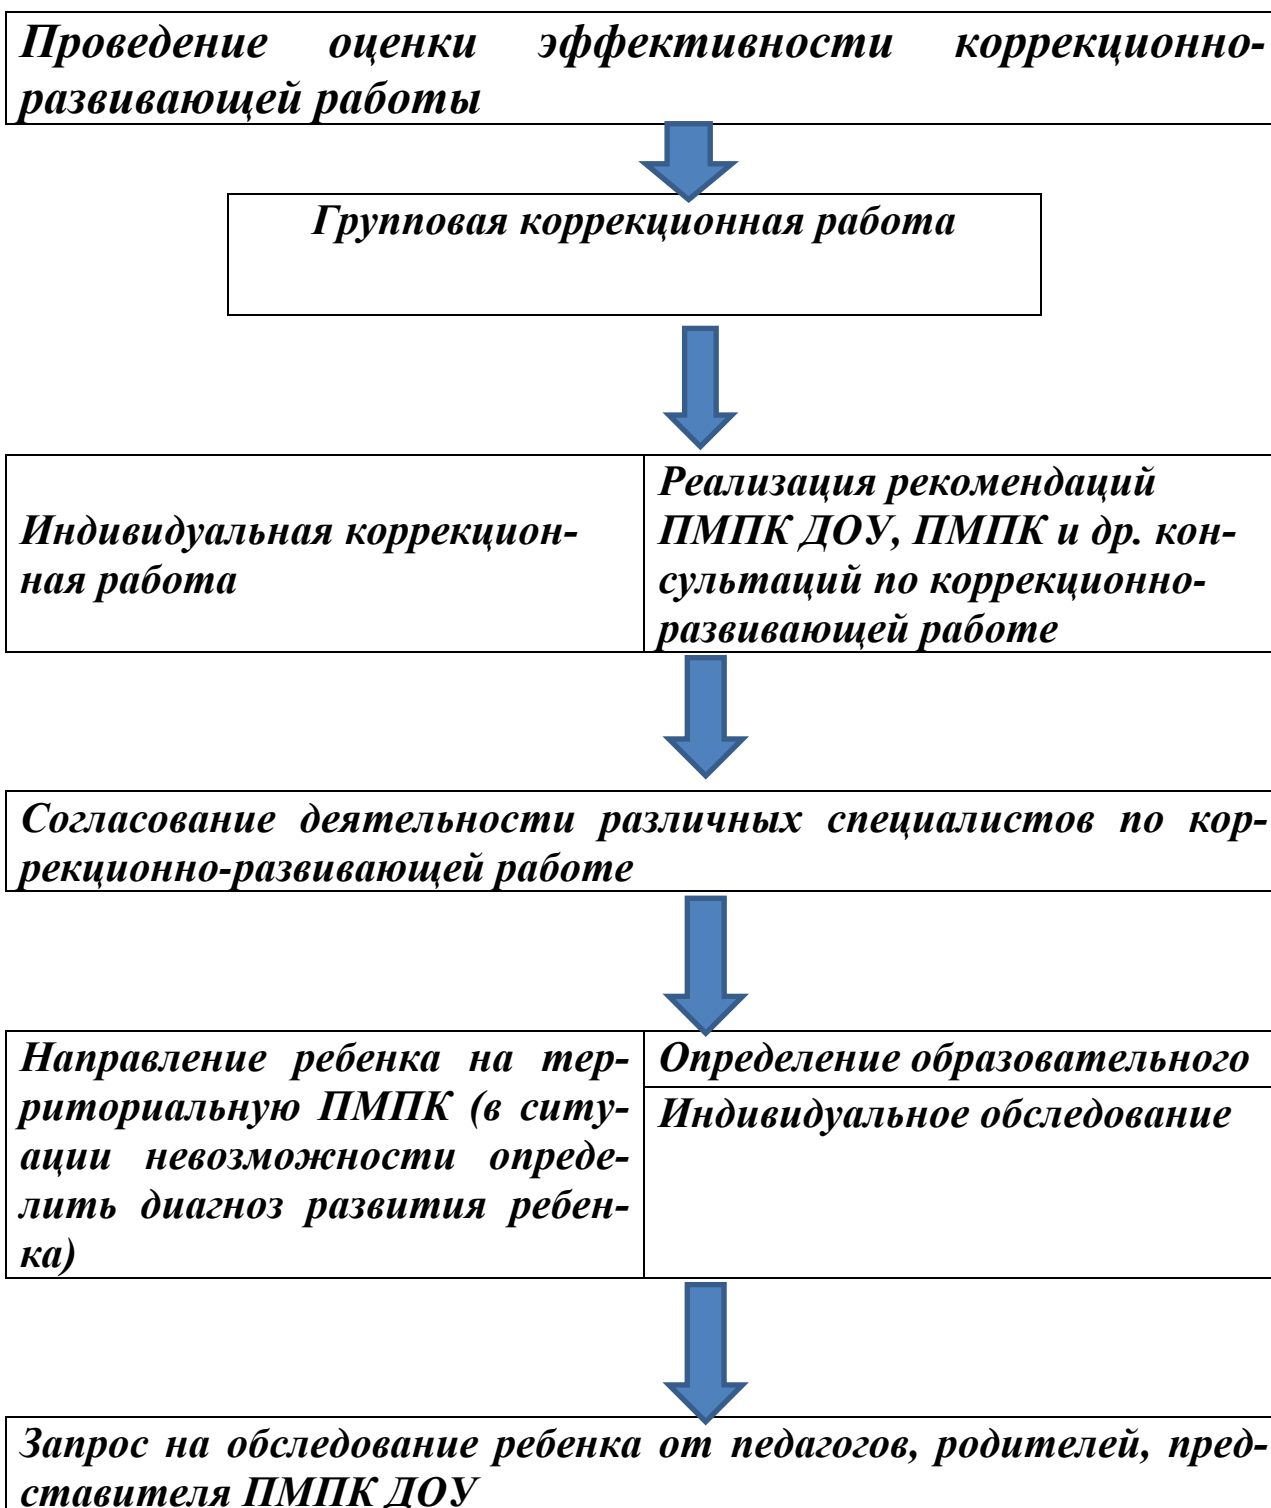 Проведение оценки эффективности коррекционно-
развивающей работы
Групповая коррекционная работа
Индивидуальная коррекцион-
ная работа
Реализация рекомендаций
ПМПК ДОУ, ПМПК и др. кон-
сультаций по коррекционно-
развивающей работе
Согласование деятельности различных специалистов по кор-
рекционно-развивающей работе
Направление ребенка на тер-
риториальную ПМПК (в ситу-
ации невозможности опреде-
лить диагноз развития ребен-
ка)
Определение образовательного
Индивидуальное обследование
Запрос на обследование ребенка от педагогов, родителей, пред-
ставителя ПМПК ДОУ